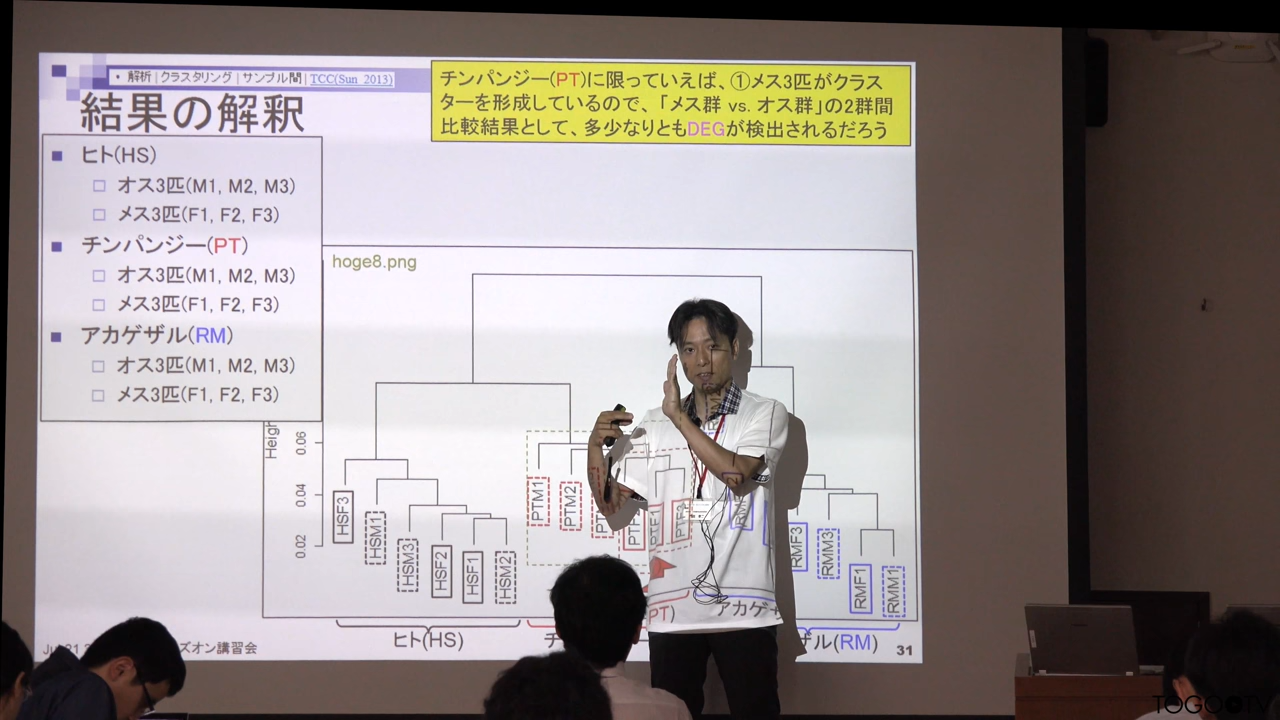 • 解析 | クラスタリング | サンプル間 | TCC(Sun_2013)
結果の解釈
チンパンジー(PT)に限っていえば、①メス3匹がクラス
ターを形成しているので、「メス群 vs. オス群」の2群間
比較結果として、多少なりともDEGが検出されるだろう
ヒト(HS)
オス3匹(M1, M2, M3)
メス3匹(F1, F2, F3)
チンパンジー(PT)
オス3匹(M1, M2, M3)
メス3匹(F1, F2, F3)
アカゲザル(RM)
オス3匹(M1, M2, M3)
メス3匹(F1, F2, F3)
hoge8.png
Heigh
0.06
0.04
0.02
HSF3
HSM1
HSM3
HSF2
HSF1
HSM2
PTM1
PTM2
PTF1
RMF3
RMM3
RMF1
RMM1
ヒト(HS)
チ
PT)
アカゲ
ザル(RM)
ズオン講習会
31
TOGOTV